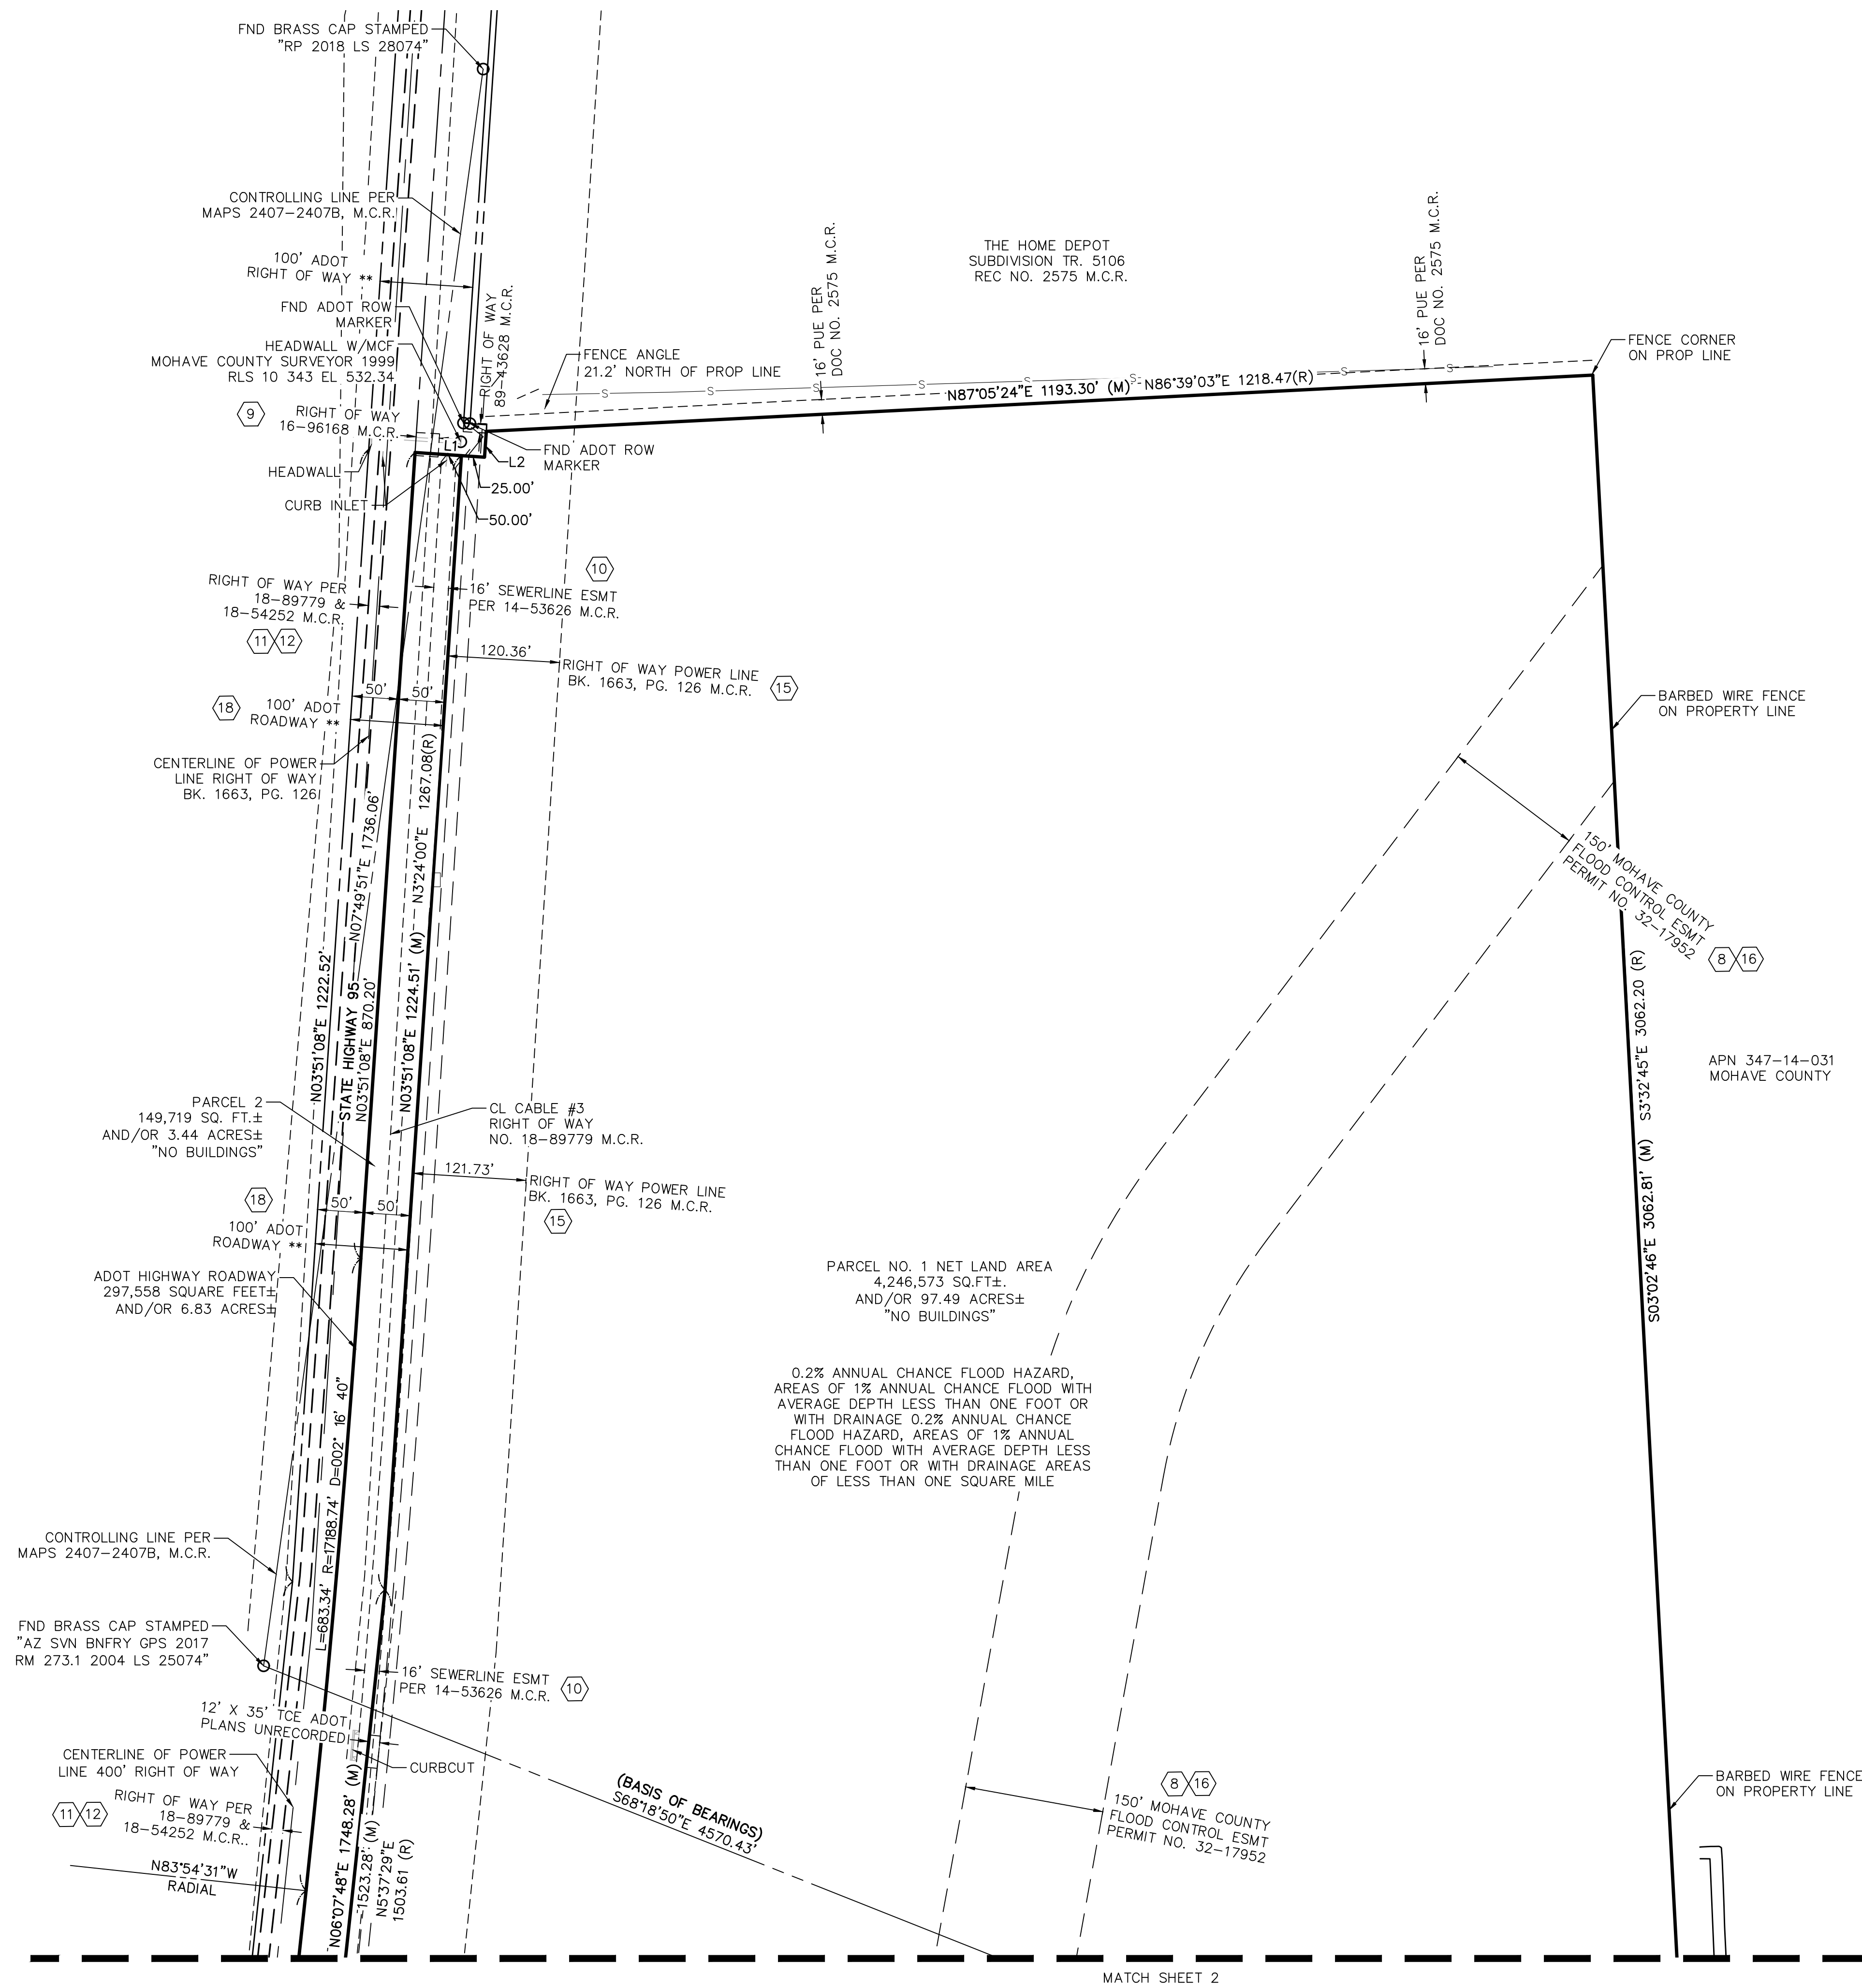 FND BRASS CAP STAMPED
"RP 2018 LS 28074"
CONTROLLING LINE PER
MAPS 2407-2407B, M.C.R.
100' ADOT
RIGHT OF WAY **
FND ADOT ROW
MARKER
HEADWALL W/MCF
MOHAVE COUNTY SURVEYOR 1999
RLS 10 343 EL 532.34
9
RIGHT OF WAY
16-96168 M.C.R.
HEADWALL
CURB INLET
RIGHT OF WAY
89-43628 M.C.R.
L1
L2
25.00'
50.00'
FND ADOT ROW
MARKER
FENCE ANGLE
21.2' NORTH OF PROP LINE
16' PUE PER
DOC NO. 2575 M.C.R.
THE HOME DEPOT
SUBDIVISION TR. 5106
REC NO. 2575 M.C.R.
16' PUE PER
DOC NO. 2575 M.C.R.
FENCE CORNER
ON PROP LINE
S S S S S S S S S
N87°05'24"E 1193.30' (M) N86°39'03"E 1218.47(R)
RIGHT OF WAY PER
18-89779 &
18-54252 M.C.R.
11 12
10
16' SEWERLINE ESMT
PER 14-53626 M.C.R.
120.36'
RIGHT OF WAY POWER LINE
BK. 1663, PG. 126 M.C.R.
15
50' 50'
18
100' ADOT
ROADWAY **
CENTERLINE OF POWER
LINE RIGHT OF WAY
BK. 1663, PG. 126
BARBED WIRE FENCE
ON PROPERTY LINE
150' MOHAVE COUNTY
FLOOD CONTROL ESMT
PERMIT NO. 32-17952
8 16
N03°51'08"E 1222.52'
STATE HIGHWAY 95
N07°49'51"E 1736.06'
N03°51'08"E 870.20'
N03°51'08"E 1224.51' (M) N3°24'00"E 1267.08(R)
S03°02'46"E 3062.81' (M) S3°32'45"E 3062.20 (R)
APN 347-14-031
MOHAVE COUNTY
PARCEL 2
149,719 SQ. FT.±
AND/OR 3.44 ACRES±
"NO BUILDINGS"
CL CABLE #3
RIGHT OF WAY
NO. 18-89779 M.C.R.
121.73'
RIGHT OF WAY POWER LINE
BK. 1663, PG. 126 M.C.R.
15
18
50' 50'
100' ADOT
ROADWAY **
ADOT HIGHWAY ROADWAY
297,558 SQUARE FEET±
AND/OR 6.83 ACRES±
PARCEL NO. 1 NET LAND AREA
4,246,573 SQ.FT±.
AND/OR 97.49 ACRES±
"NO BUILDINGS"
0.2% ANNUAL CHANCE FLOOD HAZARD,
AREAS OF 1% ANNUAL CHANCE FLOOD WITH
AVERAGE DEPTH LESS THAN ONE FOOT OR
WITH DRAINAGE 0.2% ANNUAL CHANCE
FLOOD HAZARD, AREAS OF 1% ANNUAL
CHANCE FLOOD WITH AVERAGE DEPTH LESS
THAN ONE FOOT OR WITH DRAINAGE AREAS
OF LESS THAN ONE SQUARE MILE
L=683.34' R=17188.74' D=002° 16' 40"
CONTROLLING LINE PER
MAPS 2407-2407B, M.C.R.
FND BRASS CAP STAMPED
"AZ SVN BNFRY GPS 2017
RM 273.1 2004 LS 25074"
16' SEWERLINE ESMT
PER 14-53626 M.C.R.
10
12' X 35' TCE ADOT
PLANS UNRECORDED
CURBCUT
CENTERLINE OF POWER
LINE 400' RIGHT OF WAY
11 12
RIGHT OF WAY PER
18-89779 &
18-54252 M.C.R..
N83°54'31"W
RADIAL
N06°07'48"E 1748.28' (M)
1523.28' (M)
N5°37'29"E
1503.61 (R)
(BASIS OF BEARINGS)
S68°18'50"E 4570.43'
8 16
150' MOHAVE COUNTY
FLOOD CONTROL ESMT
PERMIT NO. 32-17952
BARBED WIRE FENCE
ON PROPERTY LINE
MATCH SHEET 2